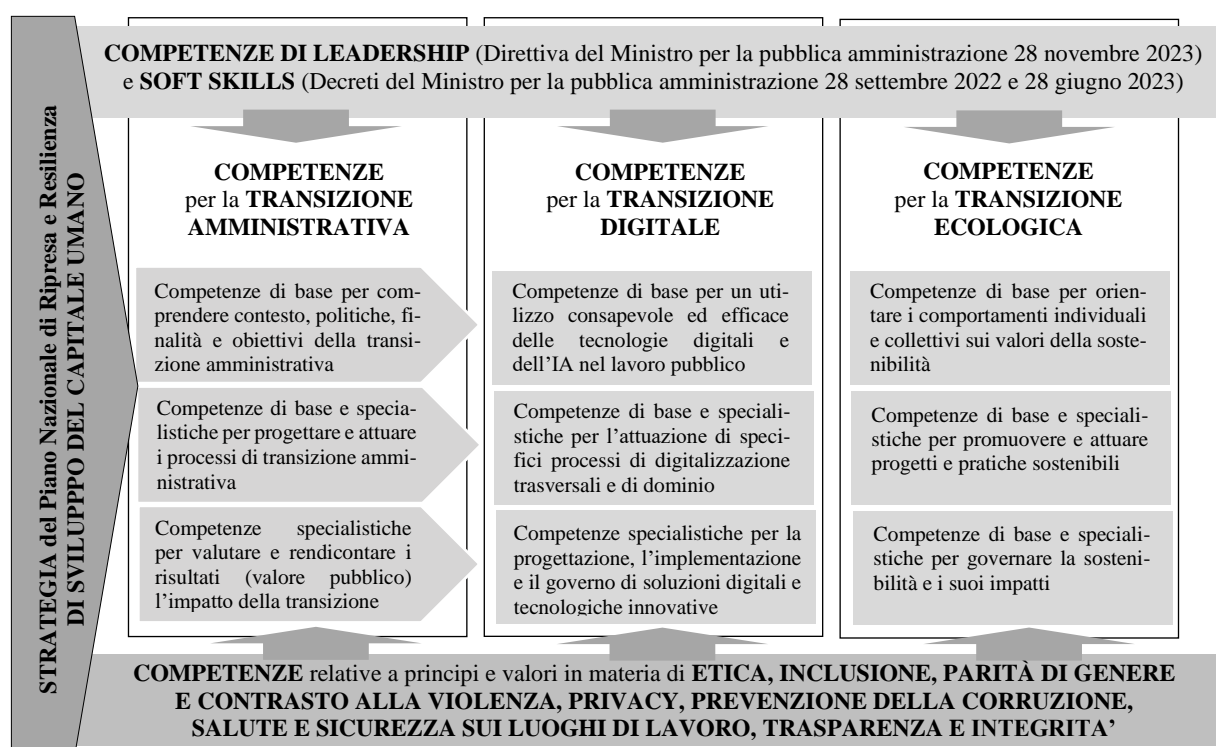 STRATEGIA del Piano Nazionale di Ripresa e Resilienza
DI SVILUPPO DEL CAPITALE UMANO
COMPETENZE DI LEADERSHIP (Direttiva del Ministro per la pubblica amministrazione 28 novembre 2023)
e SOFT SKILLS (Decreti del Ministro per la pubblica amministrazione 28 settembre 2022 e 28 giugno 2023)
COMPETENZE
per la TRANSIZIONE
AMMINISTRATIVA
Competenze di base per com-
prendere contesto, politiche, fi-
nalità e obiettivi della transi-
zione amministrativa
Competenze di base e specia-
listiche per progettare e attuare
i processi di transizione ammi-
nistrativa
Competenze specialistiche
per valutare e rendicontare i
risultati (valore pubblico)
l’impatto della transizione
COMPETENZE
per la TRANSIZIONE
DIGITALE
Competenze di base per un uti-
lizzo consapevole ed efficace
delle tecnologie digitali e
dell’IA nel lavoro pubblico
Competenze di base e speciali-
stiche per l’attuazione di speci-
fici processi di digitalizzazione
trasversali e di dominio
Competenze specialistiche per la
progettazione, l’implementazione
e il governo di soluzioni digitali e
tecnologiche innovative
COMPETENZE
per la TRANSIZIONE
ECOLOGICA
Competenze di base per orien-
tare i comportamenti individuali
e collettivi sui valori della soste-
nibilità
Competenze di base e speciali-
stiche per promuovere e attuare
progetti e pratiche sostenibili
Competenze di base e speciali-
stiche per governare la sosteni-
bilità e i suoi impatti
COMPETENZE relative a principi e valori in materia di ETICA, INCLUSIONE, PARITÀ DI GENERE
E CONTRASTO ALLA VIOLENZA, PRIVACY, PREVENZIONE DELLA CORRUZIONE,
SALUTE E SICUREZZA SUI LUOGHI DI LAVORO, TRASPARENZA E INTEGRITA’